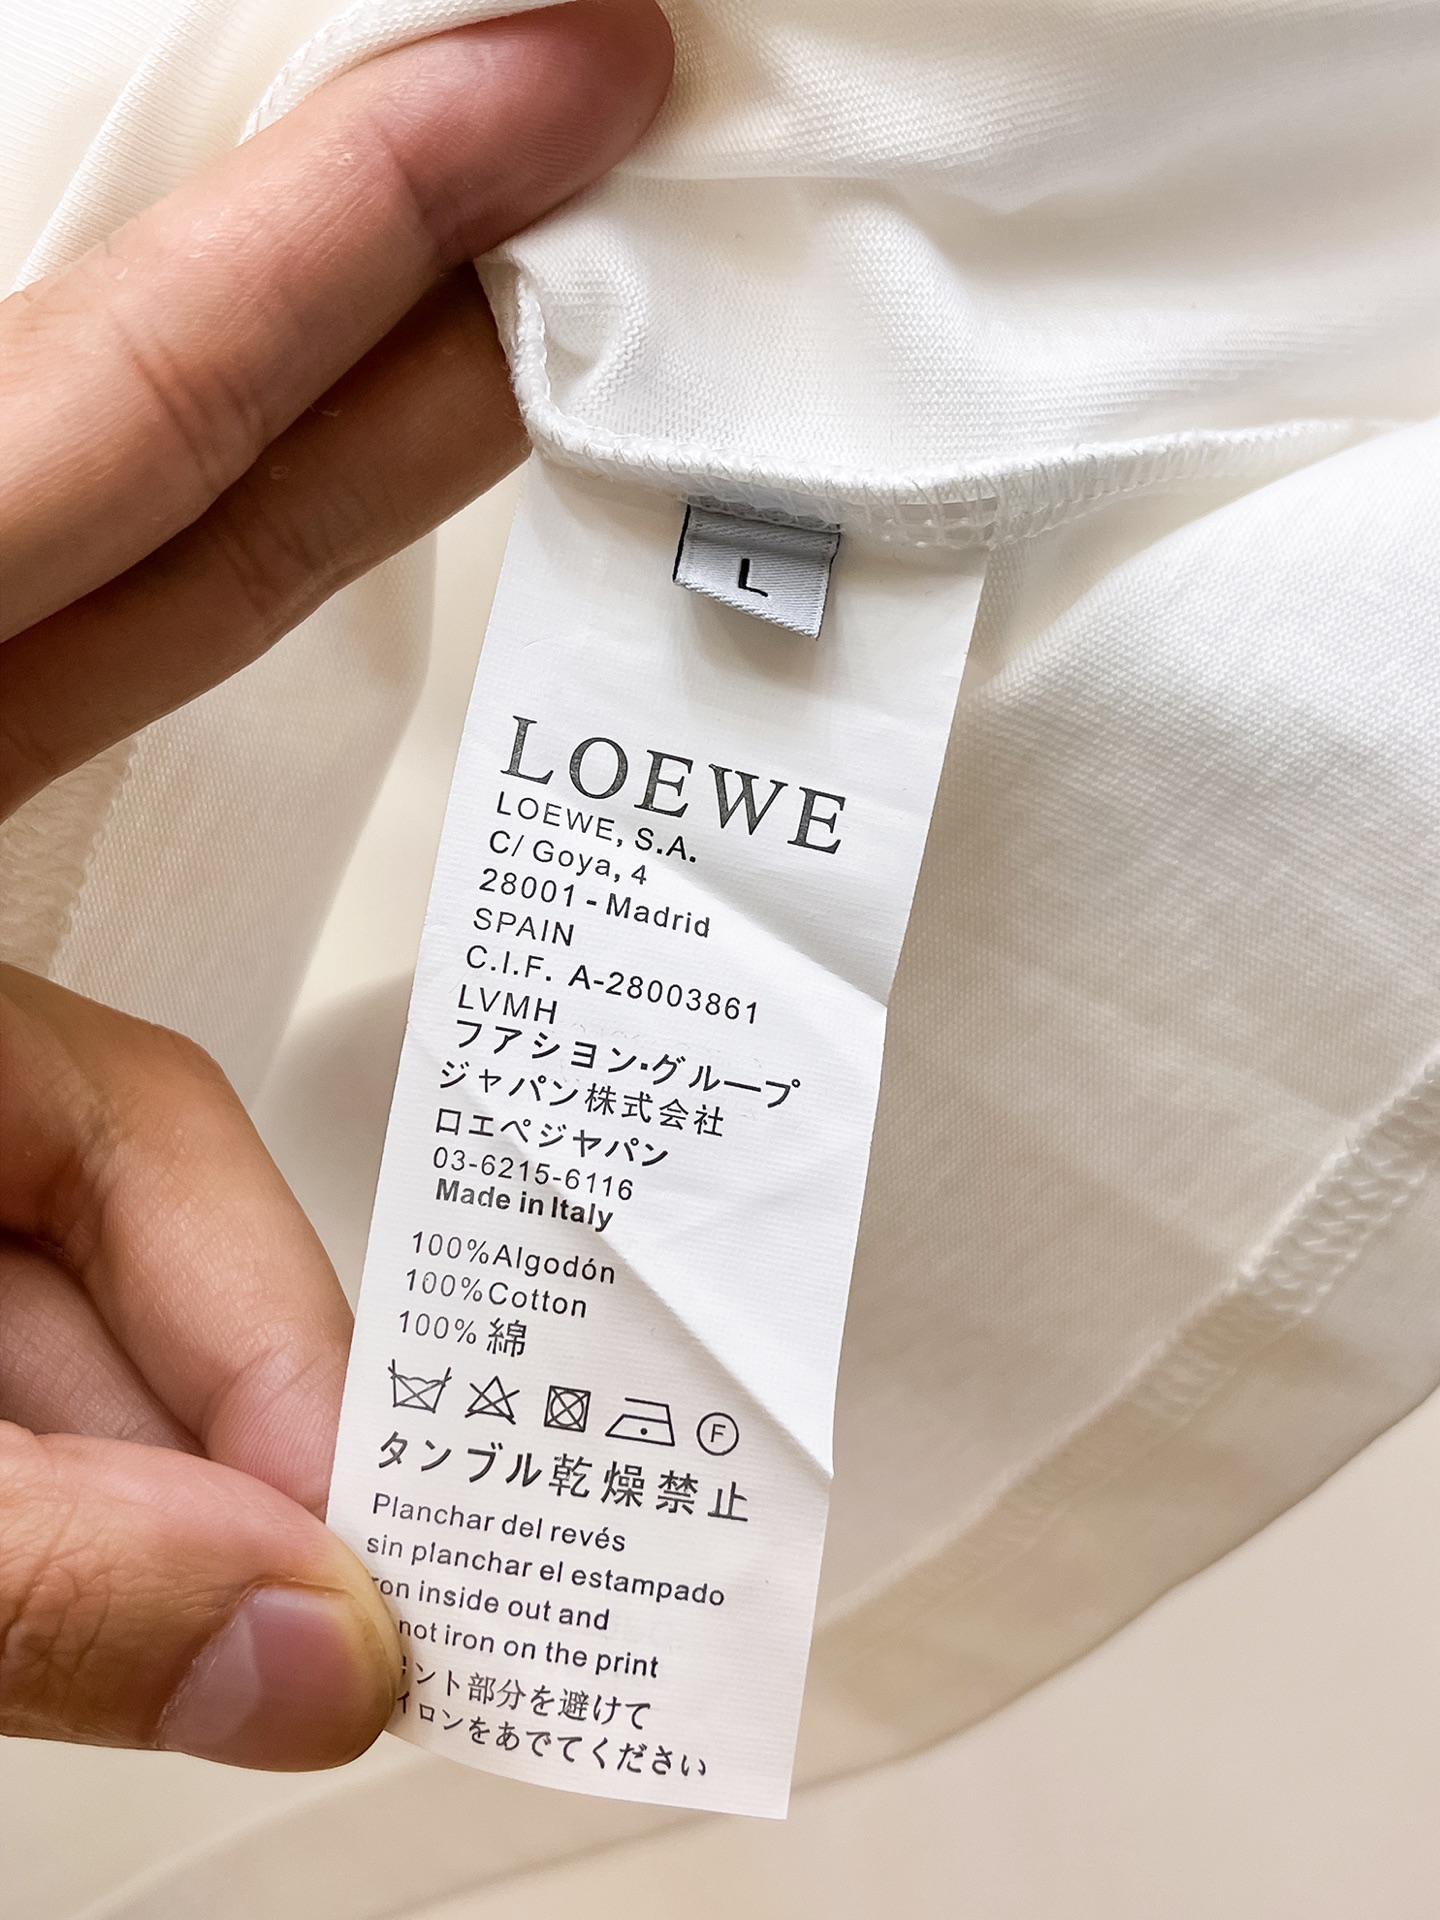 L
LOEWE
LOEWE, S.A.
C/ Goya, 4
28001 - Madrid
SPAIN
C.I.F. A-28003861
LVMH
フアシヨン・グループ
ジャパン株式会社
ロエベジヤパン
03-6215-6116
Made in Italy
100%Algodón
100%Cotton
100% 綿
F
タンブル乾燥禁止
Planchar del revés
sin planchar el estampado
inside out and
not iron on the print
ント部分を避けて
イロンをあでてください